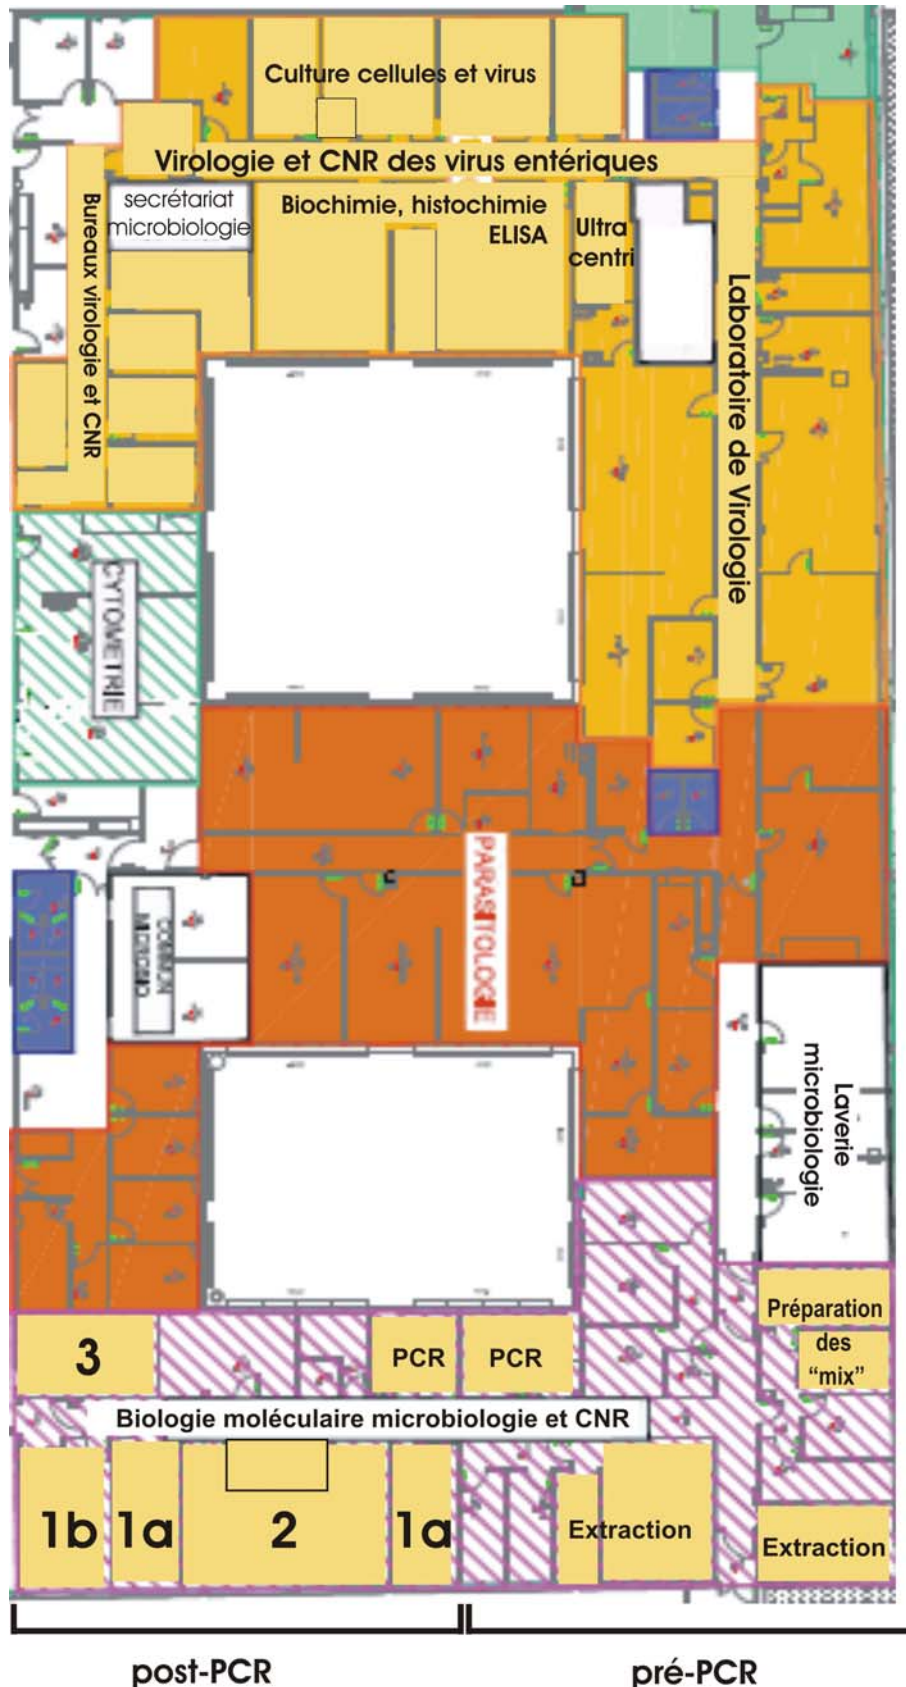 Culture cellules et virus
Virologie et CNR des virus entériques
Bureaux virologie et CNR
secrétariat
microbiologie
Biochimie, histochimie
ELISA
Ultra
centri
Laboratoire de Virologie
CYTOMETRIE
PARASITOLOGIE
COMMUN
MICROBIO
Laverie
microbiologie
Préparation
des
“mix”
3
PCR
PCR
Biologie moléculaire microbiologie et CNR
1b
1a
2
1a
Extraction
Extraction
post-PCR
pré-PCR